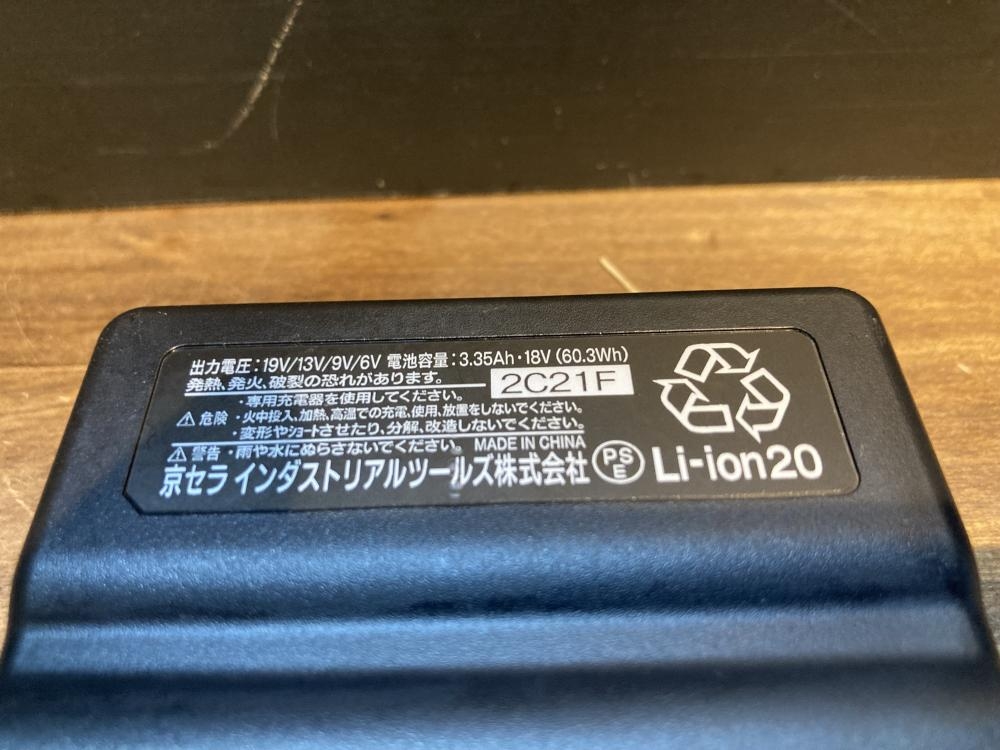 出力電圧:19V/13V/9V/6V 電池容量:3.35Ah・18V (60.3Wh)
発熱、発火、破裂の恐れがあります。 2C21F
・専用充電器を使用してください。
⚠危険 ・火中投入、加熱、高温での充電、使用、放置をしないでください。
・変形やショートさせたり、分解、改造しないでください。
⚠警告 ・雨や水にぬらさないでください。 MADE IN CHINA
京セラ インダストリアルツールズ株式会社 PSE Li-ion20